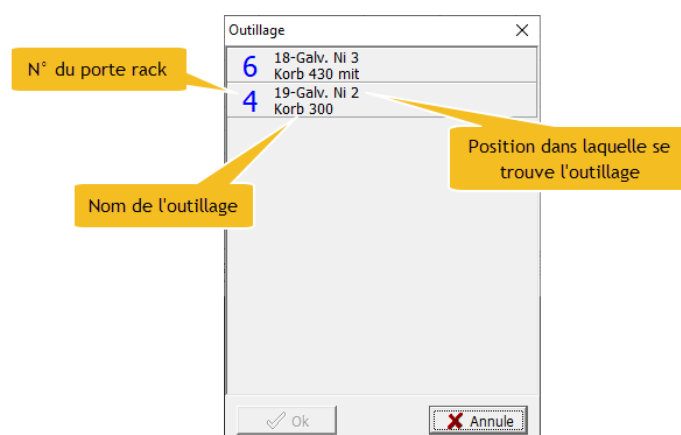 Outillage
6
18-Galv. Ni 3
Korb 430 mit
N° du porte rack
4
19-Galv. Ni 2
Korb 300
Position dans laquelle se
trouve l'outillage
Nom de l'outillage
Ok
Annule